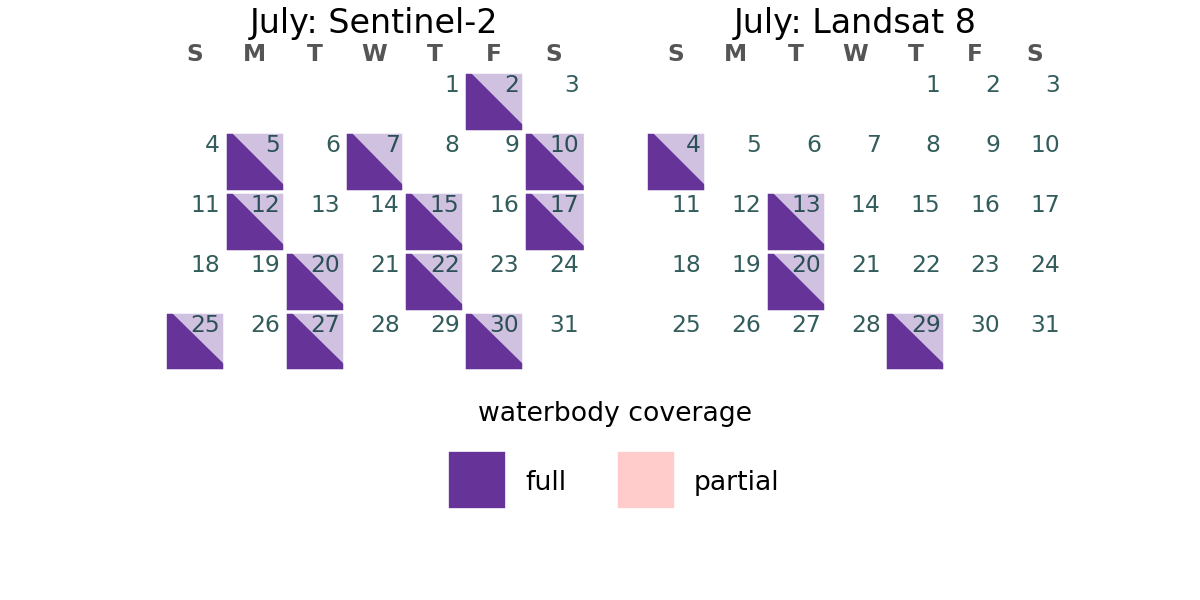 July: Sentinel-2
S M T W T F S
1 2 3
4 5 6 7 8 9 10
11 12 13 14 15 16 17
18 19 20 21 22 23 24
25 26 27 28 29 30 31
July: Landsat 8
S M T W T F S
1 2 3
4 5 6 7 8 9 10
11 12 13 14 15 16 17
18 19 20 21 22 23 24
25 26 27 28 29 30 31
waterbody coverage
full partial